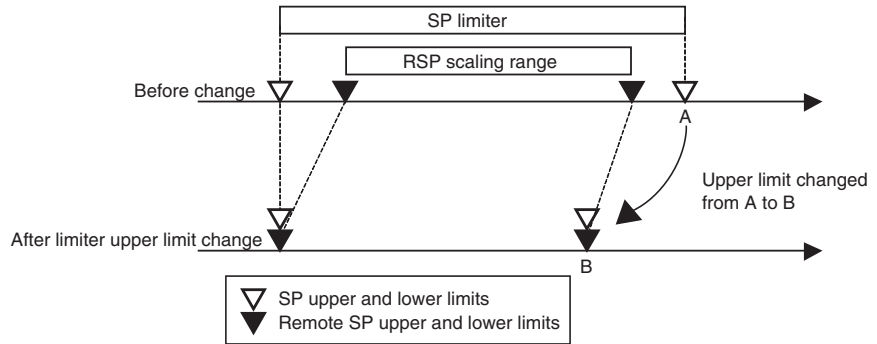 SP limiter
RSP scaling range
Before change
A
Upper limit changed
from A to B
After limiter upper limit change
B
SP upper and lower limits
Remote SP upper and lower limits